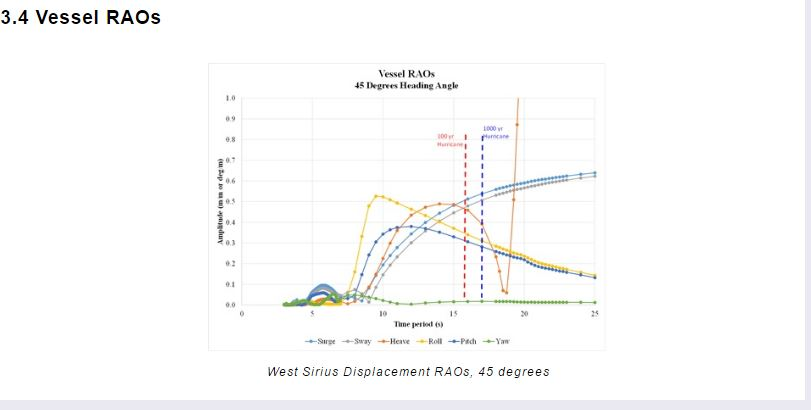 3.4 Vessel RAOs
Vessel RAOs
45 Degrees Heading Angle
1.0
0.9
0.8
0.7
0.6
0.5
0.4
0.3
0.2
0.1
0.0
Amplitude (m/m or deg/m)
100 yr
Hurricane
1000 yr
Hurricane
0
5
10
15
20
25
Time period (s)
Surge
Sway
Heave
Roll
Pitch
Yaw
West Sirius Displacement RAOs, 45 degrees